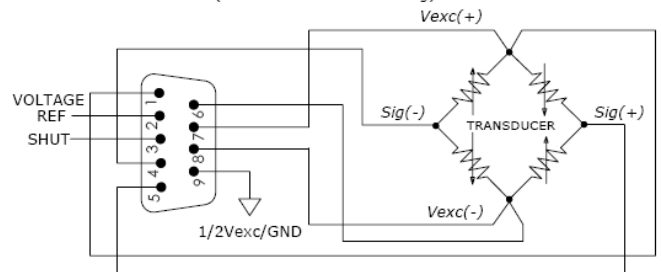 Vexc(+)
VOLTAGE
REF
SHUT
1
2
3
4
5
6
7
8
9
Sig(-)
TRANSDUCER
Sig(+)
Vexc(-)
1/2Vexc/GND